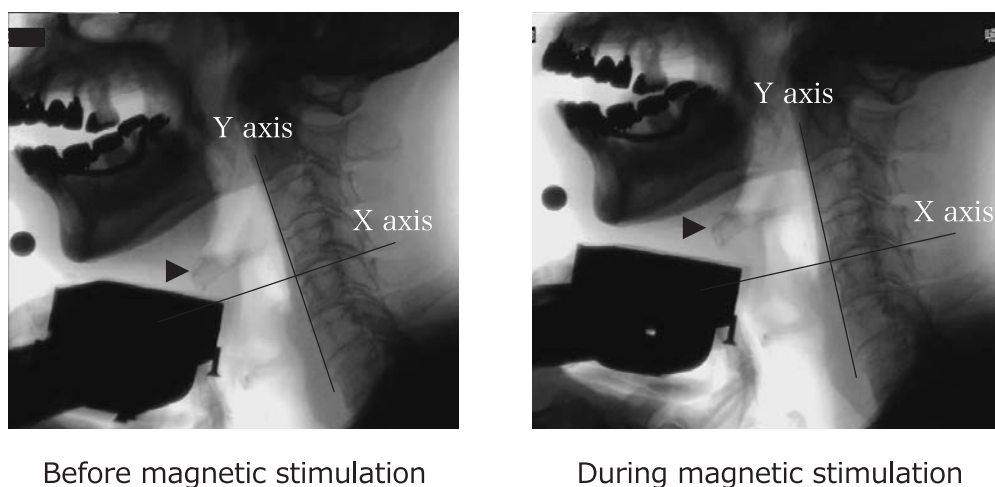 Y axis
X axis
Y axis
X axis
Before magnetic stimulation
During magnetic stimulation